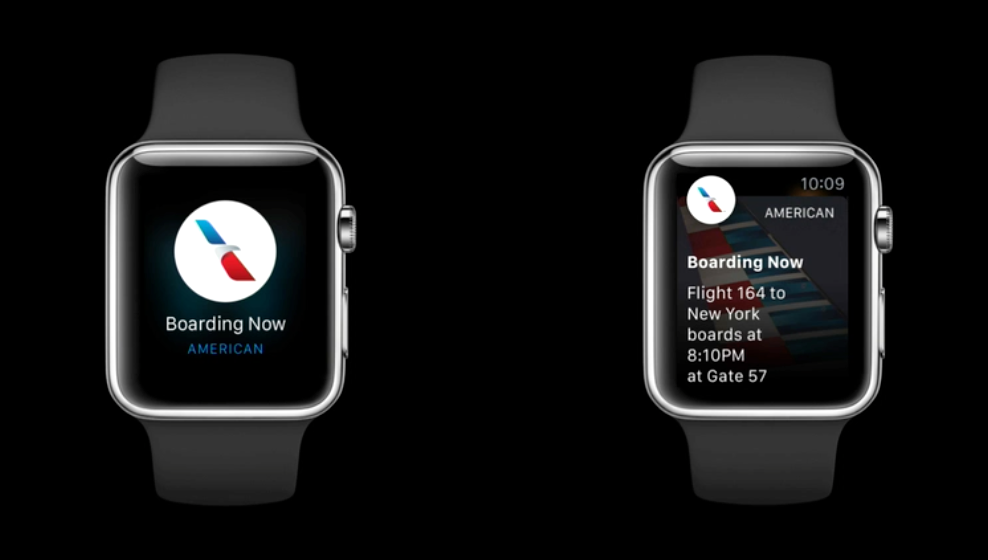 Boarding Now
AMERICAN
10:09
AMERICAN
Boarding Now
Flight 164 to
New York
boards at
8:10PM
at Gate 57